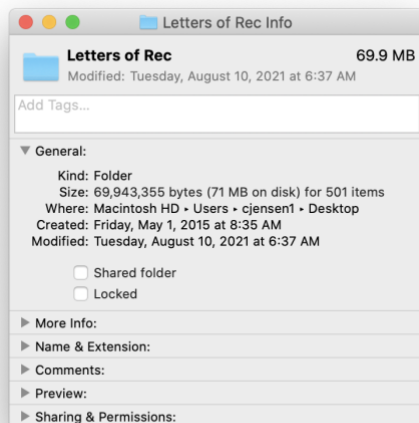 Letters of Rec Info
Letters of Rec 69.9 MB
Modified: Tuesday, August 10, 2021 at 6:37 AM
Add Tags...
General:
Kind: Folder
Size: 69,943,355 bytes (71 MB on disk) for 501 items
Where: Macintosh HD ▸ Users ▸ cjensen1 ▸ Desktop
Created: Friday, May 1, 2015 at 8:35 AM
Modified: Tuesday, August 10, 2021 at 6:37 AM
Shared folder
Locked
More Info:
Name & Extension:
Comments:
Preview:
Sharing & Permissions: